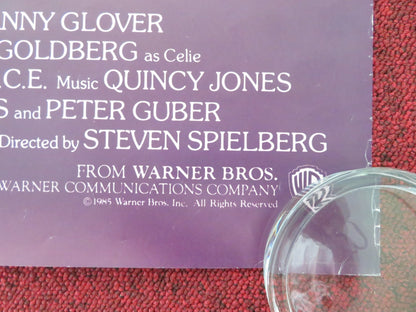 ANNY GLOVER
GOLDBERG as Celie
.C.E. Music QUINCY JONES
S and PETER GUBER
Directed by STEVEN SPIELBERG
FROM WARNER BROS.
WARNER COMMUNICATIONS COMPANY
©1985 Warner Bros. Inc. All Rights Reserved